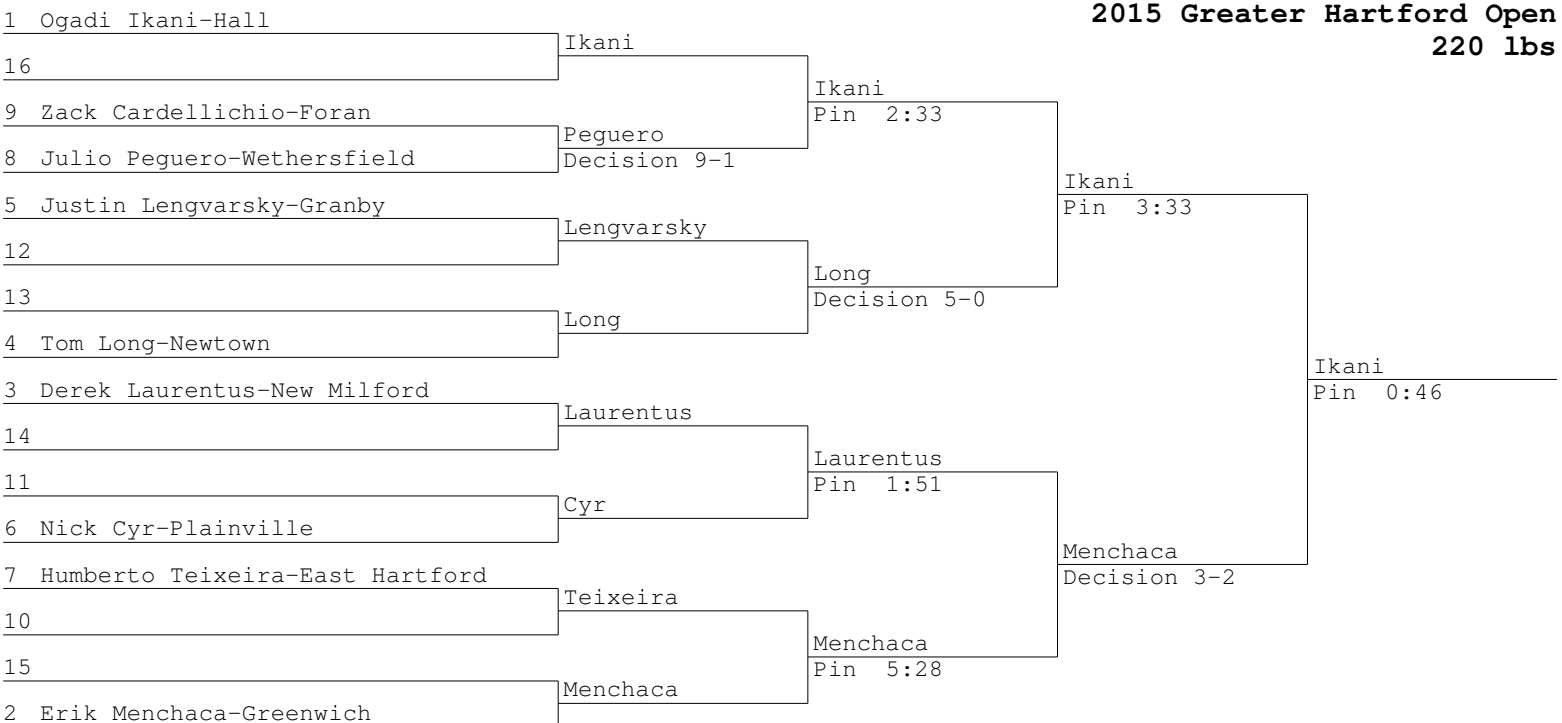 2015 Greater Hartford Open
220 lbs
1 Ogadi Ikani-Hall
Ikani
16
Ikani
Pin 2:33
9 Zack Cardellichio-Foran
Peguero
Decision 9-1
8 Julio Peguero-Wethersfield
Ikani
Pin 3:33
5 Justin Lengvarsky-Granby
Lengvarsky
12
Long
Decision 5-0
13
Long
4 Tom Long-Newtown
Ikani
Pin 0:46
3 Derek Laurentus-New Milford
Laurentus
14
Laurentus
Pin 1:51
11
Cyr
6 Nick Cyr-Plainville
Menchaca
Decision 3-2
7 Humberto Teixeira-East Hartford
Teixeira
10
Menchaca
Pin 5:28
15
Menchaca
2 Erik Menchaca-Greenwich